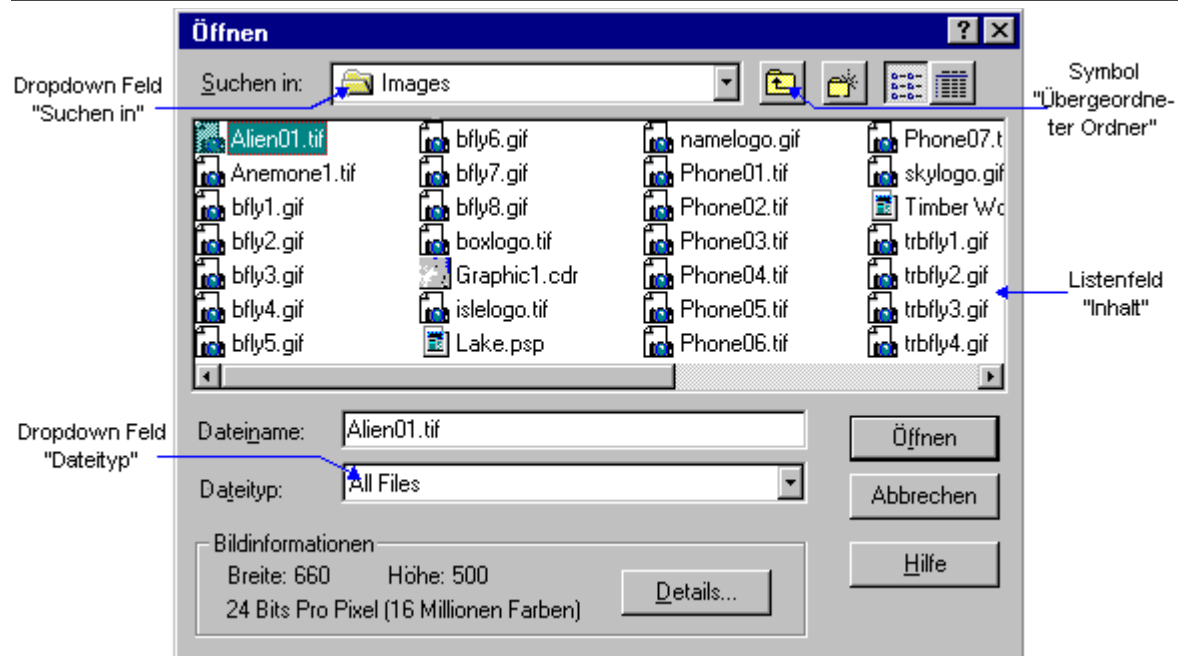 Öffnen
Dropdown Feld
"Suchen in"
Suchen in:
Images
Symbol
"Übergeordne-
ter Ordner"
Alien01.tif
Anemone1.tif
bfly1.gif
bfly2.gif
bfly3.gif
bfly4.gif
bfly5.gif
bfly6.gif
bfly7.gif
bfly8.gif
boxlogo.tif
Graphic1.cdr
islelogo.tif
Lake.psp
namelogo.gif
Phone01.tif
Phone02.tif
Phone03.tif
Phone04.tif
Phone05.tif
Phone06.tif
Phone07.t
skylogo.gif
Timber Wo
trbfly1.gif
trbfly2.gif
trbfly3.gif
trbfly4.gif
Listenfeld
"Inhalt"
Dateiname:
Alien01.tif
Öffnen
Dropdown Feld
"Dateityp"
Dateityp:
All Files
Abbrechen
Bildinformationen
Breite: 660 Höhe: 500
24 Bits Pro Pixel (16 Millionen Farben)
Details...
Hilfe